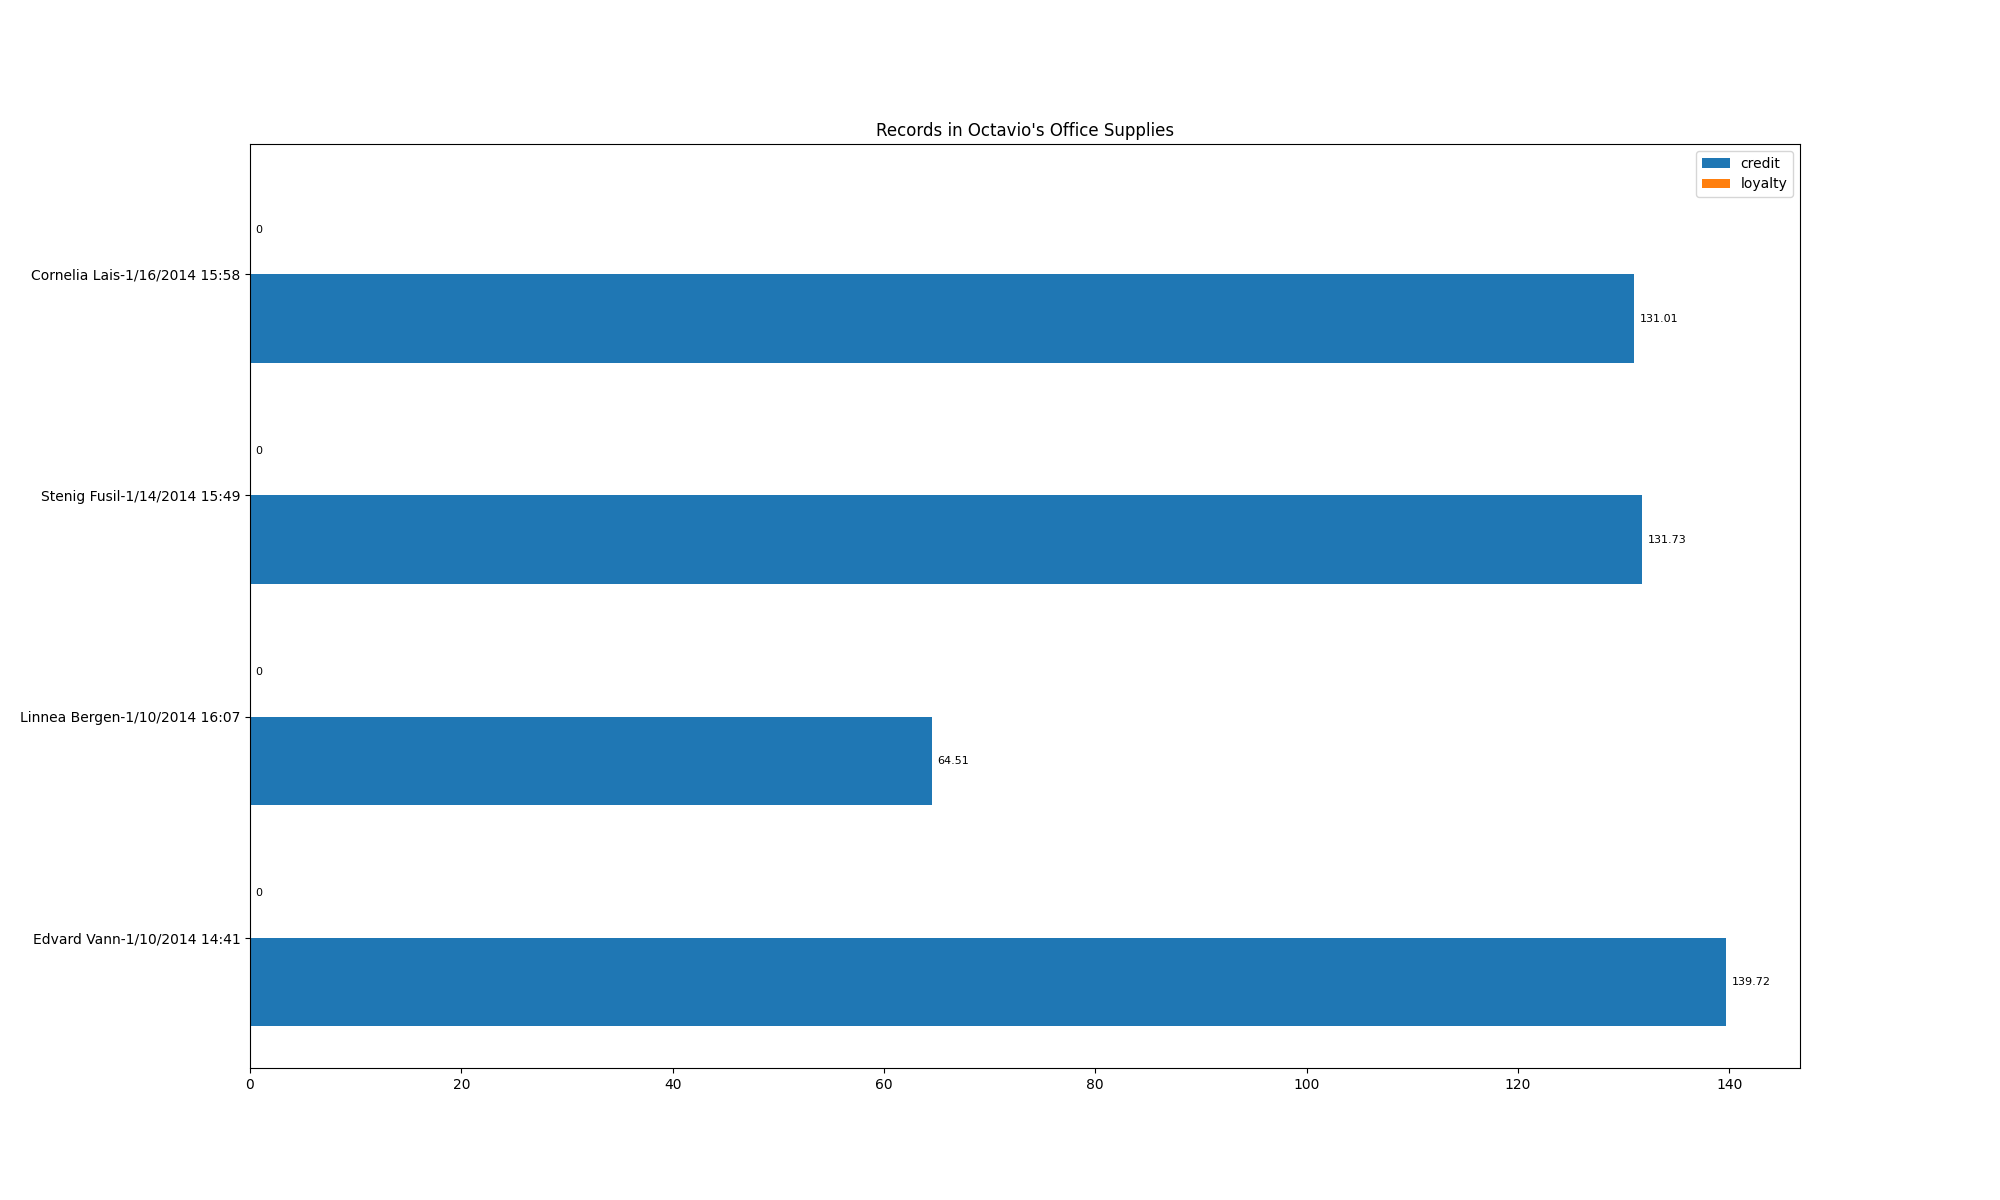 Records in Octavio's Office Supplies
credit
loyalty
0
Cornelia Lais-1/16/2014 15:58
131.01
0
Stenig Fusil-1/14/2014 15:49
131.73
0
Linnea Bergen-1/10/2014 16:07
64.51
0
Edvard Vann-1/10/2014 14:41
139.72
0 20 40 60 80 100 120 140